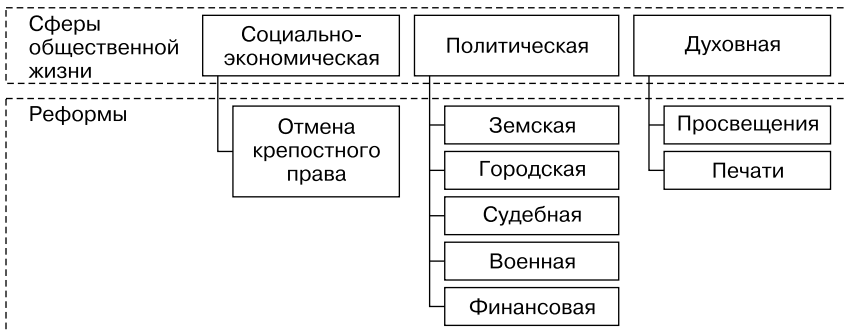 Сферы
общественной
жизни
Социально-
экономическая
Политическая
Духовная
Реформы
Отмена
крепостного
права
Земская
Городская
Судебная
Военная
Финансовая
Просвещения
Печати